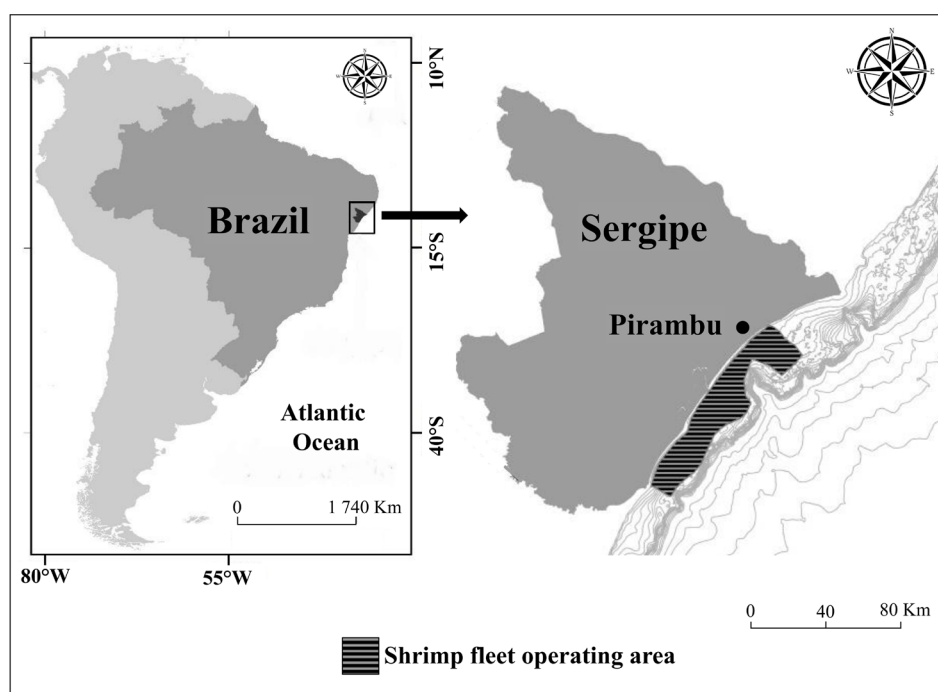 N
W
E
S
10°N
Brazil
15°S
Atlantic
Ocean
40°S
0
1 740 Km
80°W
55°W
N
W
E
S
Sergipe
Pirambu
0
40
80 Km
Shrimp fleet operating area